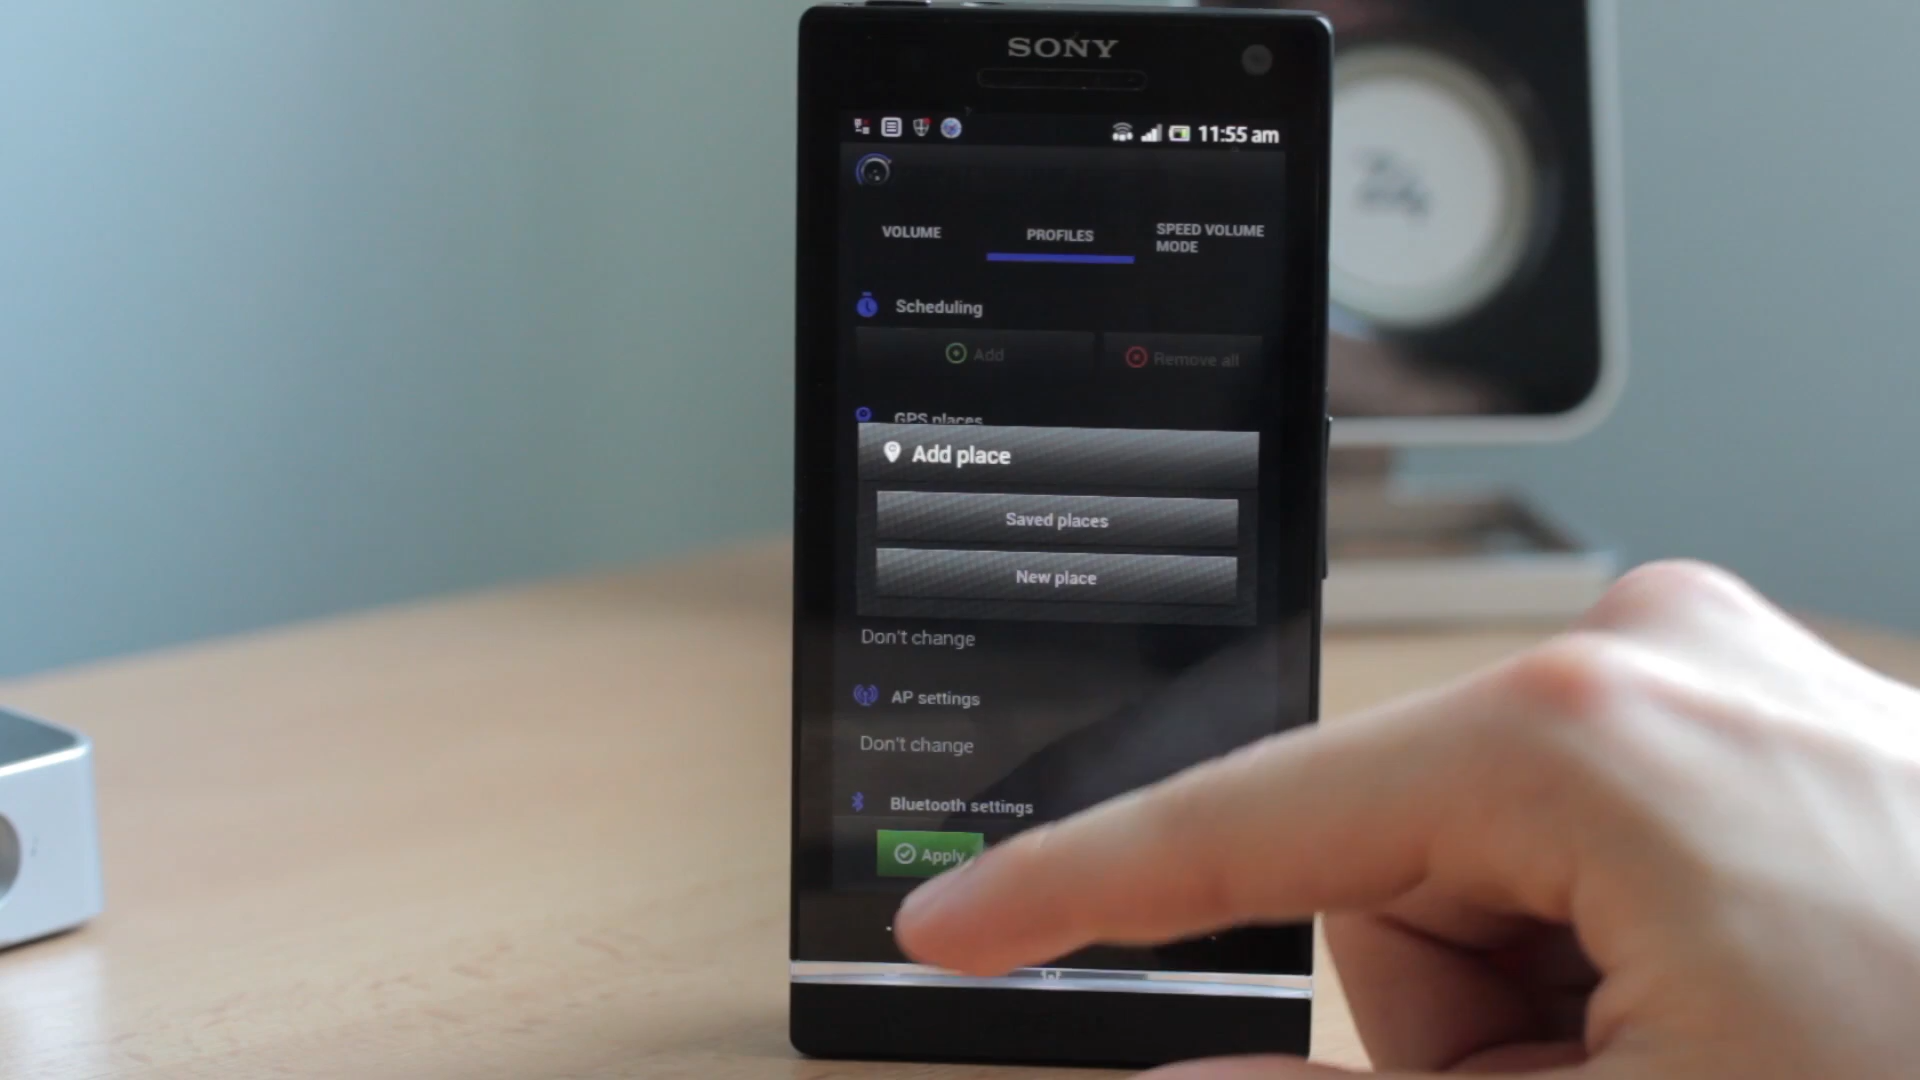 SONY
11:55 am
VOLUME
PROFILES
SPEED VOLUME
MODE
Scheduling
Add
Remove all
GPS places
Add place
Saved places
New place
Don't change
AP settings
Don't change
Bluetooth settings
Apply